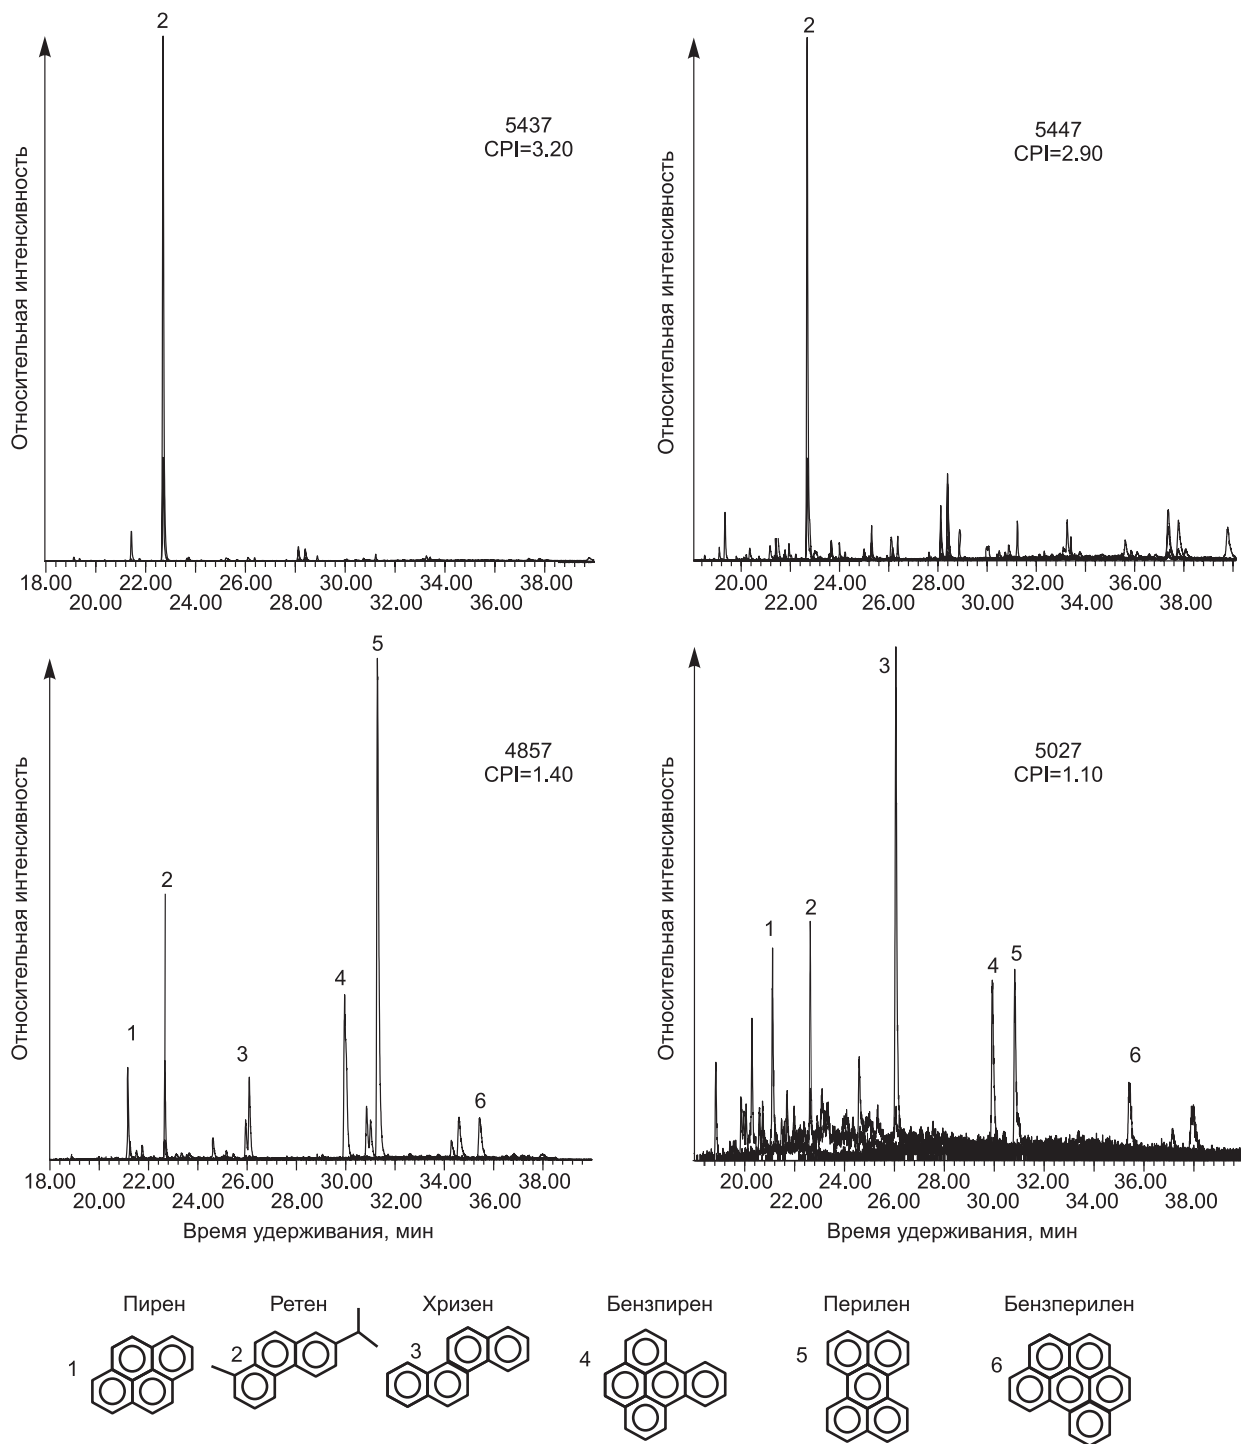 2
5437
CPI=3.20
Относительная интенсивность
18.00 22.00 26.00 30.00 34.00 38.00
20.00 24.00 28.00 32.00 36.00
2
5447
CPI=2.90
Относительная интенсивность
20.00 24.00 28.00 32.00 36.00
22.00 26.00 30.00 34.00 38.00
5
4857
CPI=1.40
2
4
1
3
6
Относительная интенсивность
18.00 22.00 26.00 30.00 34.00 38.00
20.00 24.00 28.00 32.00 36.00
Время удерживания, мин
3
5027
CPI=1.10
2
1
4
5
6
Относительная интенсивность
20.00 24.00 28.00 32.00 36.00
22.00 26.00 30.00 34.00 38.00
Время удерживания, мин
Пирен Ретен Хризен Бензпирен Перилен Бензперилен
1 2 3 4 5 6